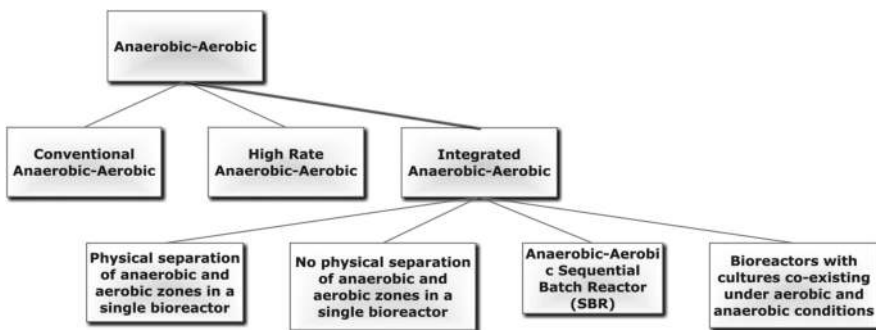 Anaerobic-Aerobic
Conventional
Anaerobic-Aerobic
High Rate
Anaerobic-Aerobic
Integrated
Anaerobic-Aerobic
Physical separation
of anaerobic and
aerobic zones in a
single bioreactor
No physical separation
of anaerobic and
aerobic zones in a
single bioreactor
Anaerobic-Aerobi
c Sequential
Batch Reactor
(SBR)
Bioreactors with
cultures co-existing
under aerobic and
anaerobic conditions